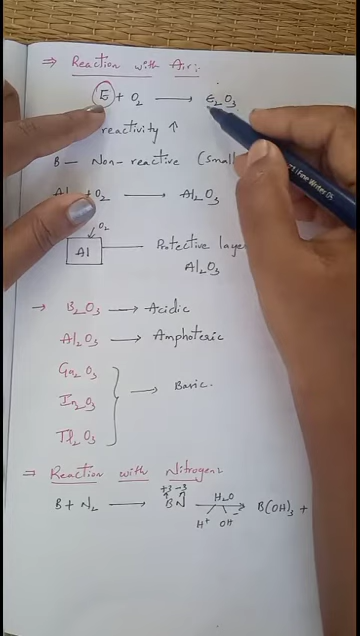 ⇒ Reaction with Air:
E + O₂ ⟶ E₂O₃
reactivity ↑
B – Non-reactive (small
Al + O₂ ⟶ Al₂O₃
O₂
Al — Protective laye
Al₂O₃
→ B₂O₃ ⟶ Acidic
Al₂O₃ ⟶ Amphoteric
Ga₂O₃
In₂O₃ } ⟶ Basic.
Tl₂O₃
⇒ Reaction with Nitrogen
+3 -3
B + N₂ ⟶ BN ⟶ H₂O B(OH)₃ +
H⁺ OH⁻